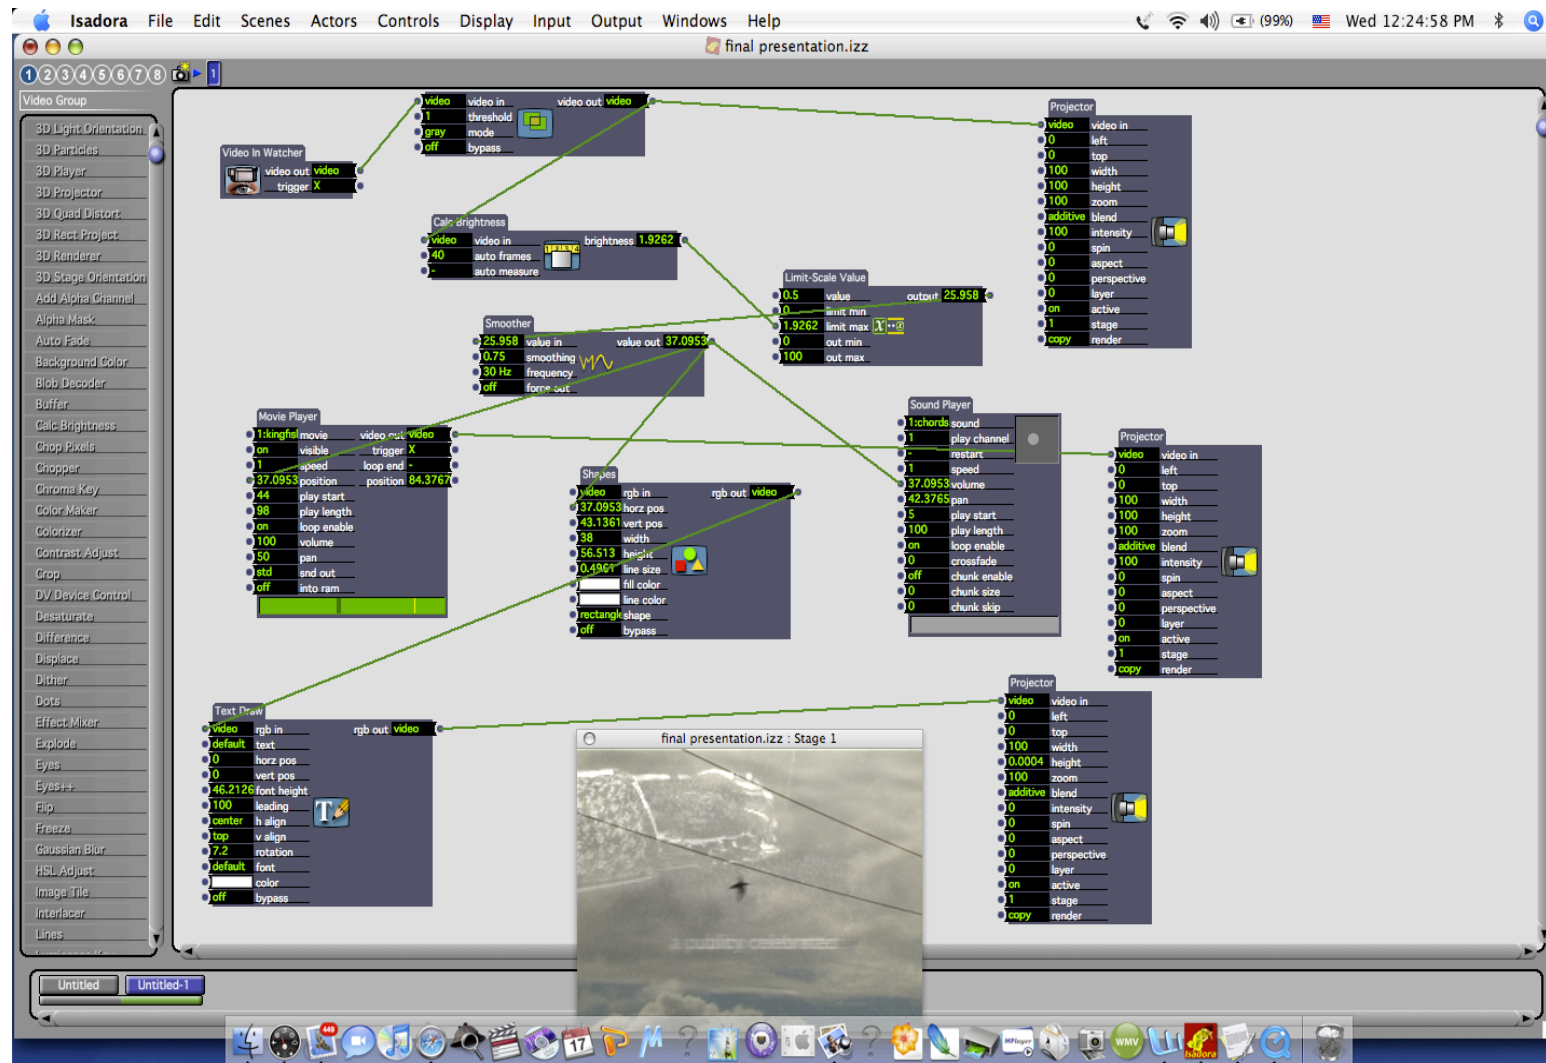 Isadora File Edit Scenes Actors Controls Display Input Output Windows Help (99%) Wed 12:24:58 PM
final presentation.izz
1 2 3 4 5 6 7 8 1
Video Group
3D Light Orientation
3D Particles
3D Player
3D Projector
3D Quad Distort
3D Rect Project
3D Renderer
3D Stage Orientation
Add Alpha Channel
Alpha Mask
Auto Fade
Background Color
Blob Decoder
Buffer
Calc Brightness
Chop Pixels
Chopper
Chroma Key
Color Maker
Colorizer
Contrast Adjust
Crop
DV Device Control
Desaturate
Difference
Displace
Dither
Dots
Effect Mixer
Explode
Eyes
Eyes++
Flip
Freeze
Gaussian Blur
HSL Adjust
Image Tile
Interlacer
Lines
video video in video out video
1 threshold
gray mode
off bypass
Video In Watcher
video out video
trigger X
Calc Brightness
video video in brightness 1.9262
40 auto frames
- auto measure
Limit-Scale Value
0.5 value output 25.958
0 limit min
1.9262 limit max
0 out min
100 out max
Smoother
25.958 value in value out 37.0953
0.75 smoothing
30 Hz frequency
off force out
Projector
video video in
0 left
0 top
100 width
100 height
100 zoom
additive blend
100 intensity
0 spin
0 aspect
0 perspective
0 layer
on active
1 stage
copy render
Movie Player
1:kingfis movie video out video
on visible trigger X
1 speed loop end -
37.0953 position position 84.3767
44 play start
98 play length
on loop enable
100 volume
50 pan
std snd out
off into ram
Shapes
video rgb in rgb out video
37.0953 horz pos
43.1361 vert pos
38 width
56.513 height
0.4961 line size
fill color
line color
rectangle shape
off bypass
Sound Player
1:chords sound
1 play channel
- restart
1 speed
37.0953 volume
42.3765 pan
5 play start
100 play length
on loop enable
0 crossfade
off chunk enable
0 chunk size
0 chunk skip
Projector
video video in
0 left
0 top
100 width
100 height
100 zoom
additive blend
100 intensity
0 spin
0 aspect
0 perspective
0 layer
on active
1 stage
copy render
Text Draw
video rgb in rgb out video
default text
0 horz pos
0 vert pos
46.2126 font height
100 leading
center h align
top v align
7.2 rotation
default font
color
off bypass
Projector
video video in
0 left
0 top
100 width
0.0004 height
100 zoom
additive blend
0 intensity
0 spin
0 aspect
0 perspective
0 layer
on active
1 stage
copy render
final presentation.izz : Stage 1
a publicy celebrated
Untitled Untitled-1
449
17
MPlayer
WMV
Isadora